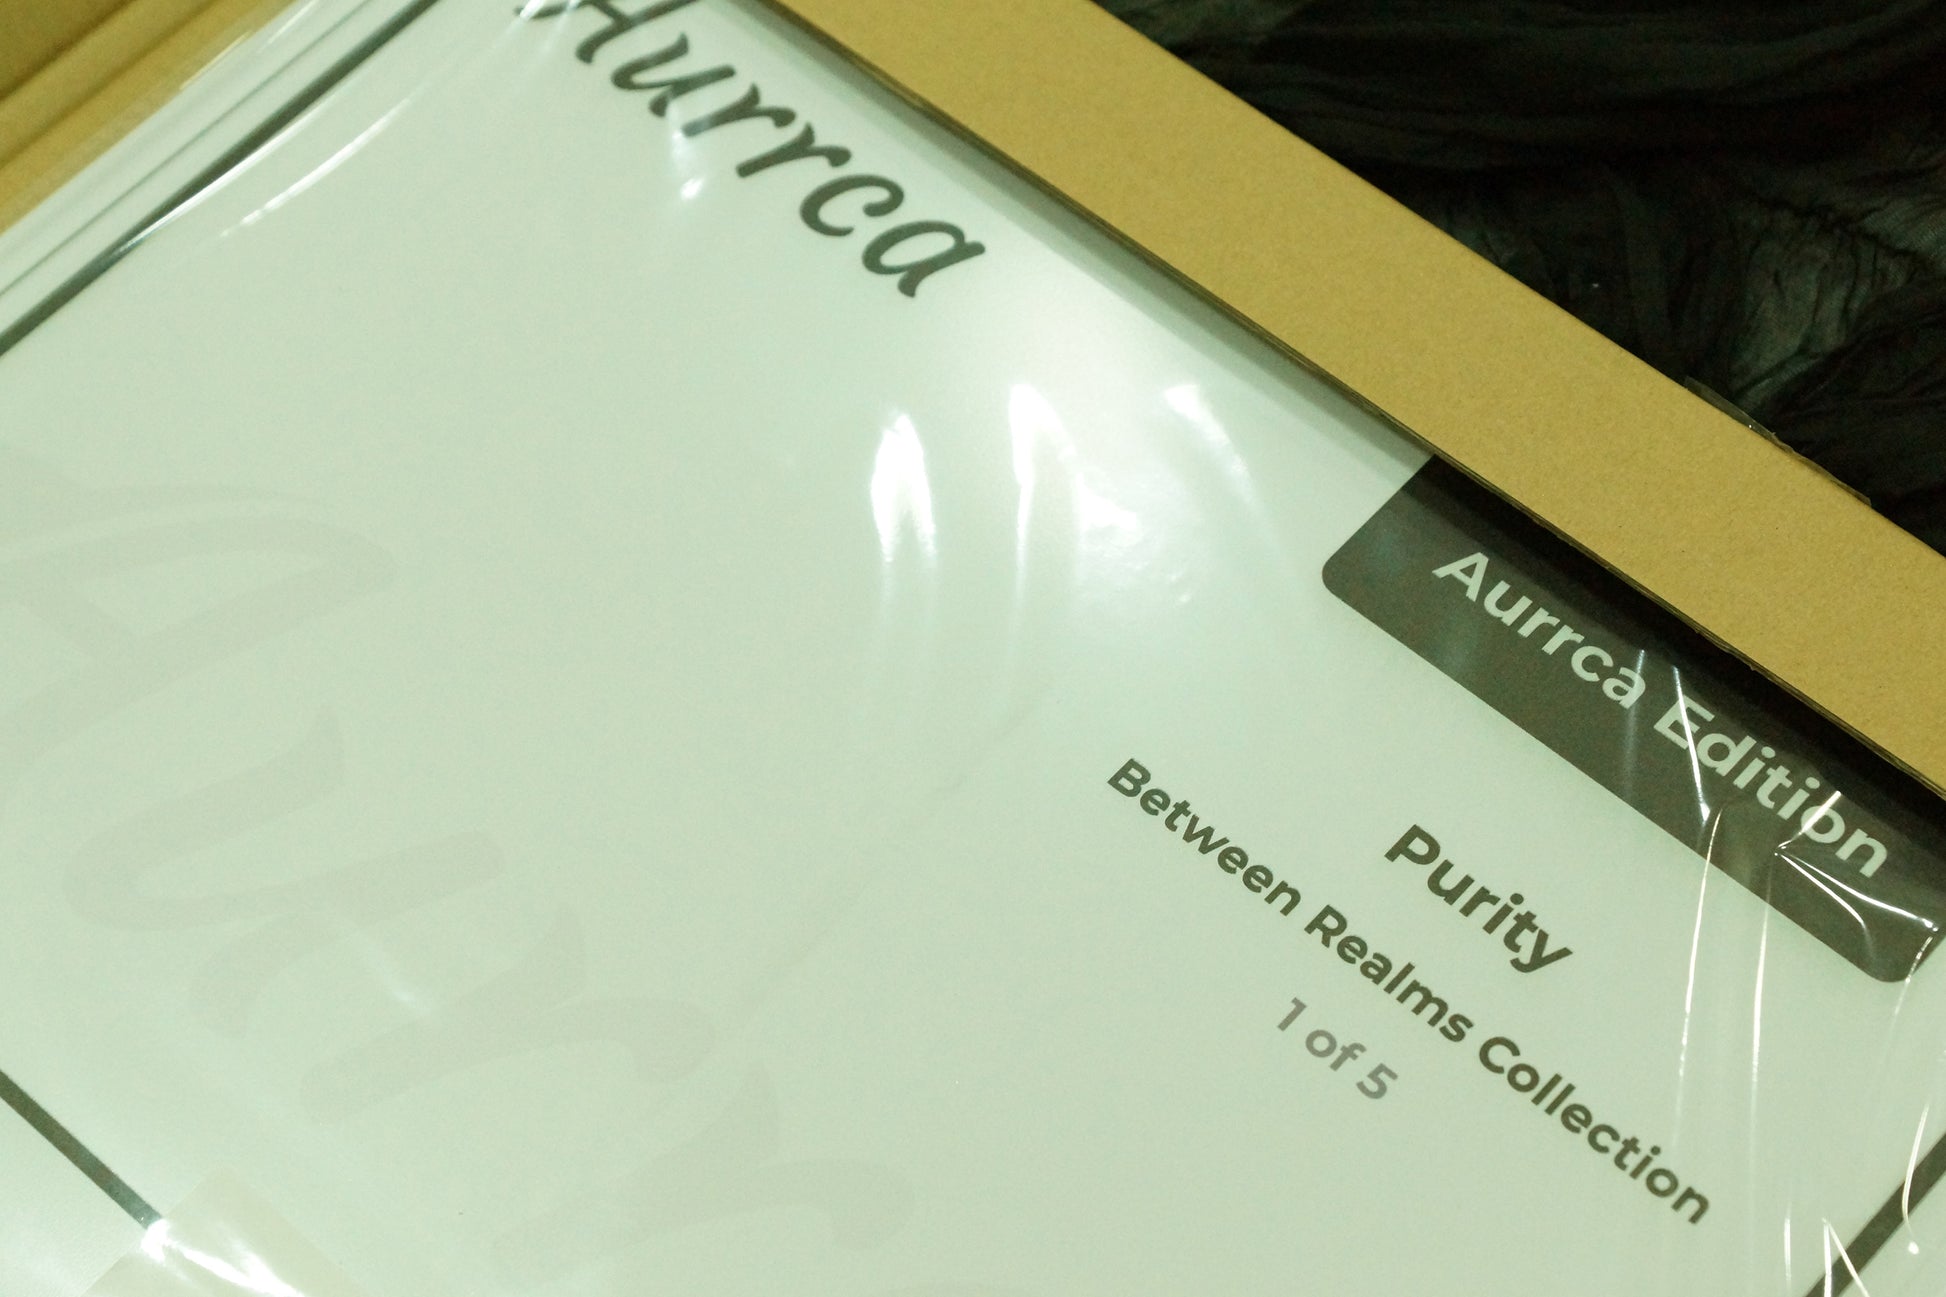 Aurrca
Aurrca Edition
Purity
Between Realms Collection
1 of 5